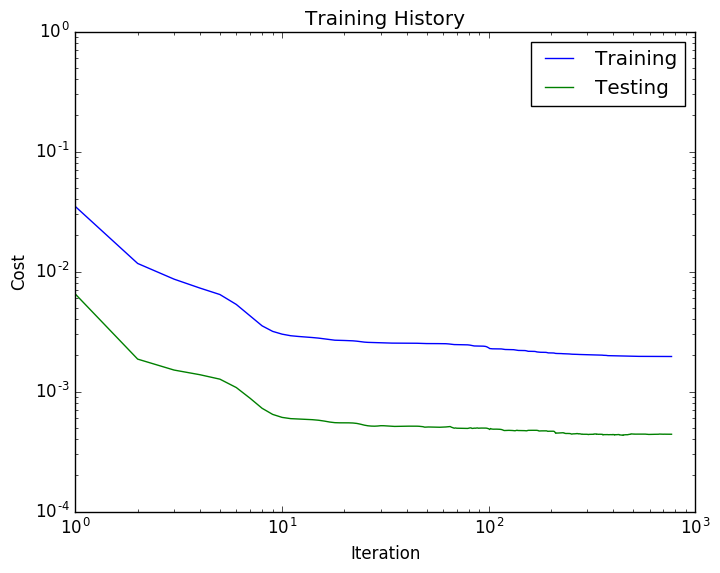 Training History
Training
Testing
Cost
10^0
10^-1
10^-2
10^-3
10^-4
10^0 10^1 10^2 10^3
Iteration